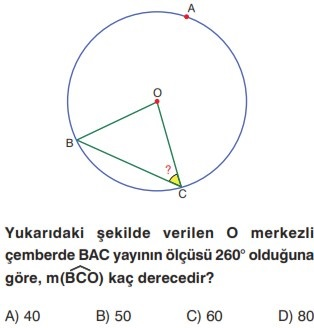 A
O
B
?
C
Yukarıdaki şekilde verilen O merkezli
çemberde BAC yayının ölçüsü 260° olduğuna
göre, m(BCO) kaç derecedir?
A) 40 B) 50 C) 60 D) 80